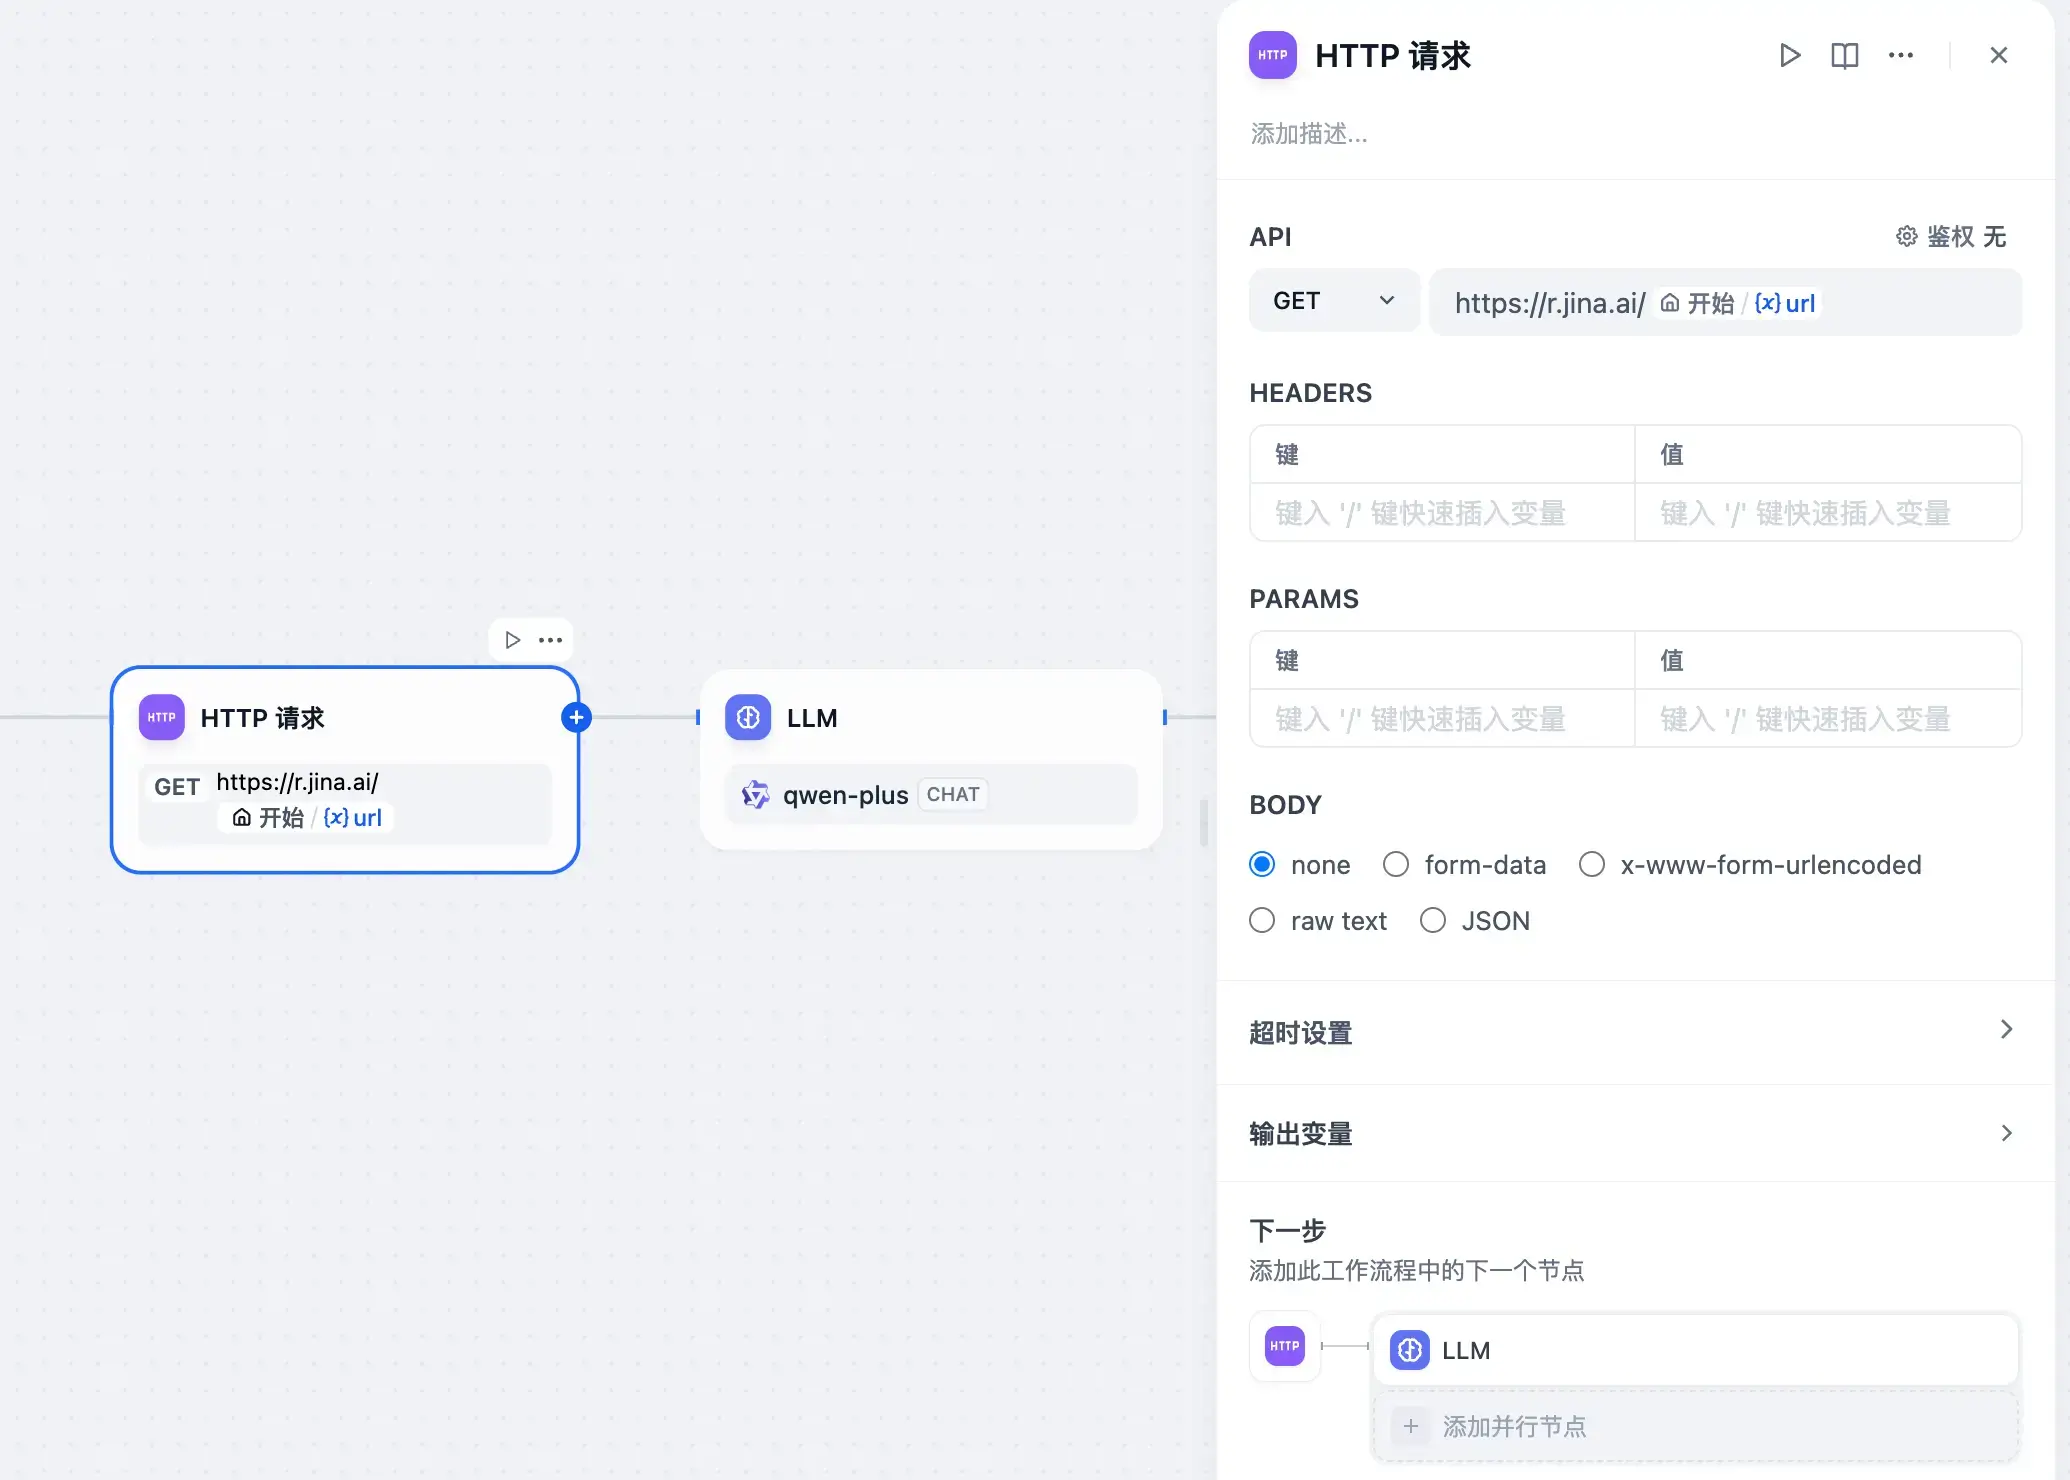 HTTP 请求
GET https://r.jina.ai/
开始 / {x} url
LLM
qwen-plus CHAT
HTTP HTTP 请求
添加描述...
API 鉴权 无
GET https://r.jina.ai/ 开始 / {x} url
HEADERS
键 值
键入 '/' 键快速插入变量 键入 '/' 键快速插入变量
PARAMS
键 值
键入 '/' 键快速插入变量 键入 '/' 键快速插入变量
BODY
none form-data x-www-form-urlencoded
raw text JSON
超时设置
输出变量
下一步
添加此工作流程中的下一个节点
HTTP LLM
添加并行节点